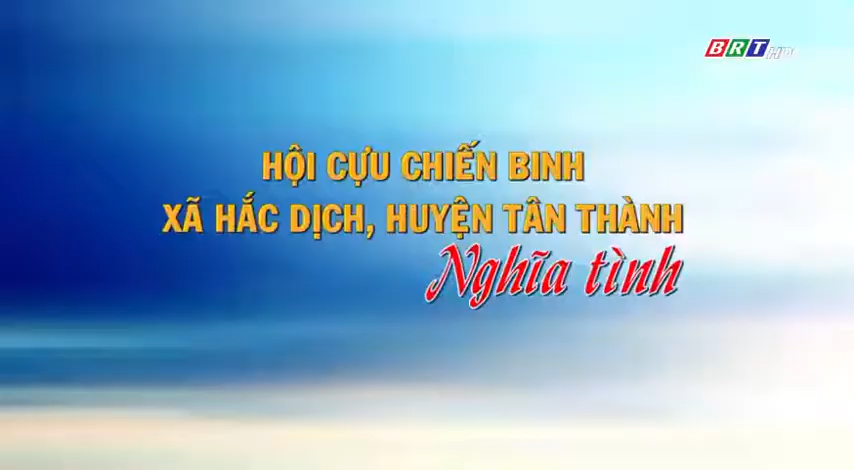 BRT
HỘI CỰU CHIẾN BINH
XÃ HẮC DỊCH, HUYỆN TÂN THÀNH
Nghĩa tình